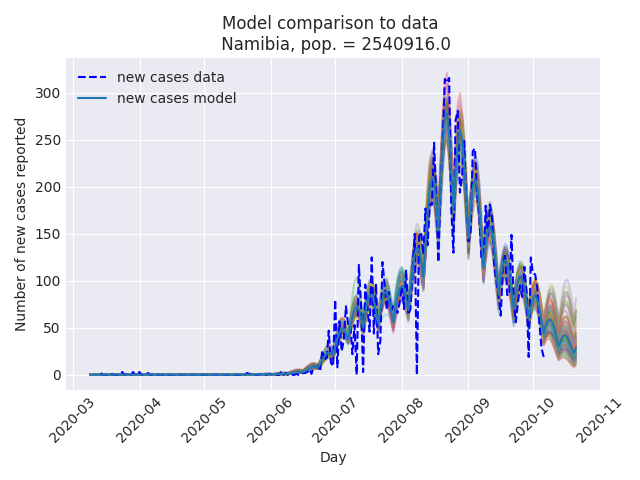 Model comparison to data
Namibia, pop. = 2540916.0
new cases data
new cases model
Number of new cases reported
300
250
200
150
100
50
0
2020-03
2020-04
2020-05
2020-06
2020-07
2020-08
2020-09
2020-10
2020-11
Day